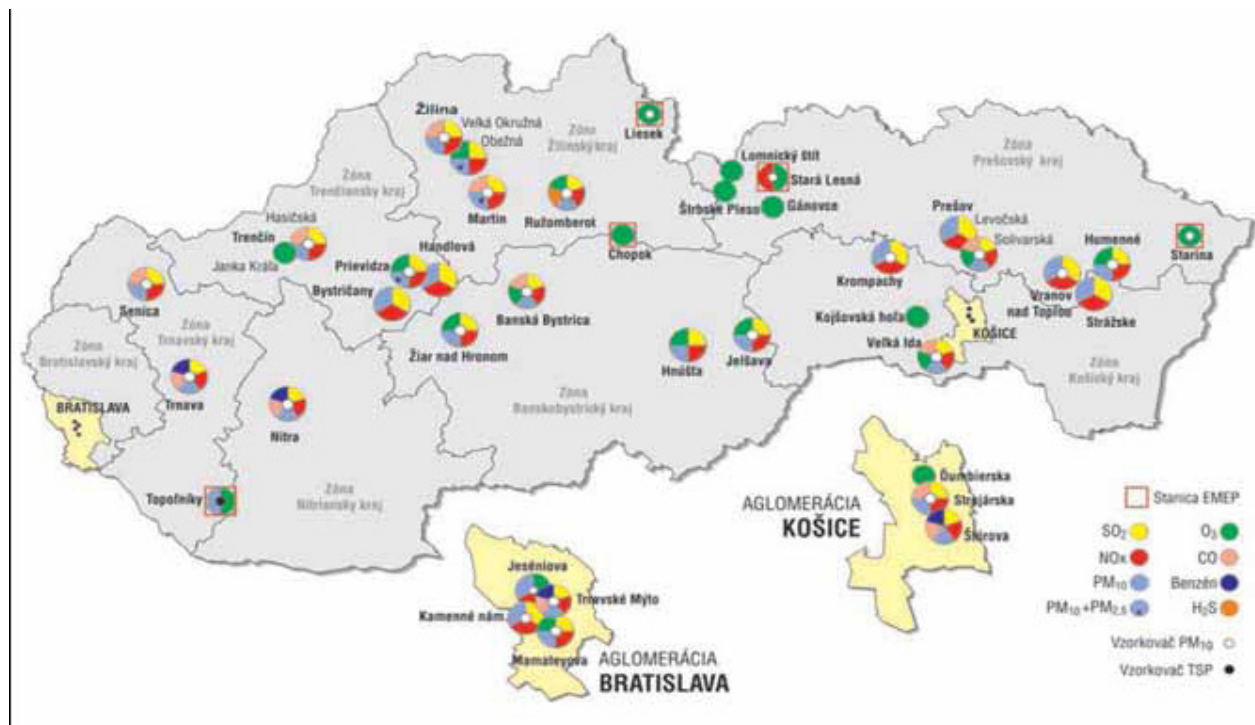 Žilina
Velká Okružná
Obežná
Zóna
Žilinský kraj
Liesek
Lomnický štít
Stará Lesná
Štrbské Pleso
Gánovce
Zóna
Prešovský kraj
Zóna
Trenčiansky kraj
Martin
Ružomberok
Hasičská
Trenčín
Janka Kráľa
Handlová
Prievidza
Bystričany
Chopok
Prešov
Levočská
Solivarská
Humenné
Starina
Krompachy
Vranov
nad Topľou
Strážske
Senica
Banská Bystrica
Kojšovská hoľa
KOŠICE
Velká Ida
Žiar nad Hronom
Hnúšta
Jelšava
Zóna
Bratislavský kraj
Zóna
Trnavský kraj
Trnava
Nitra
BRATISLAVA
Zóna
Banskobystrický kraj
Zóna
Košický kraj
Topoľníky
Zóna
Nitriansky kraj
AGLOMERÁCIA
KOŠICE
Ďumbierska
Strojárska
Štúrova
Jeséniova
Trnavské Mýto
Kamenné nám.
Mamateyova
AGLOMERÁCIA
BRATISLAVA
Stanica EMEP
SO2
O3
NOx
CO
PM10
Benzén
PM10+PM2,5
H2S
Vzorkovač PM10
Vzorkovač TSP